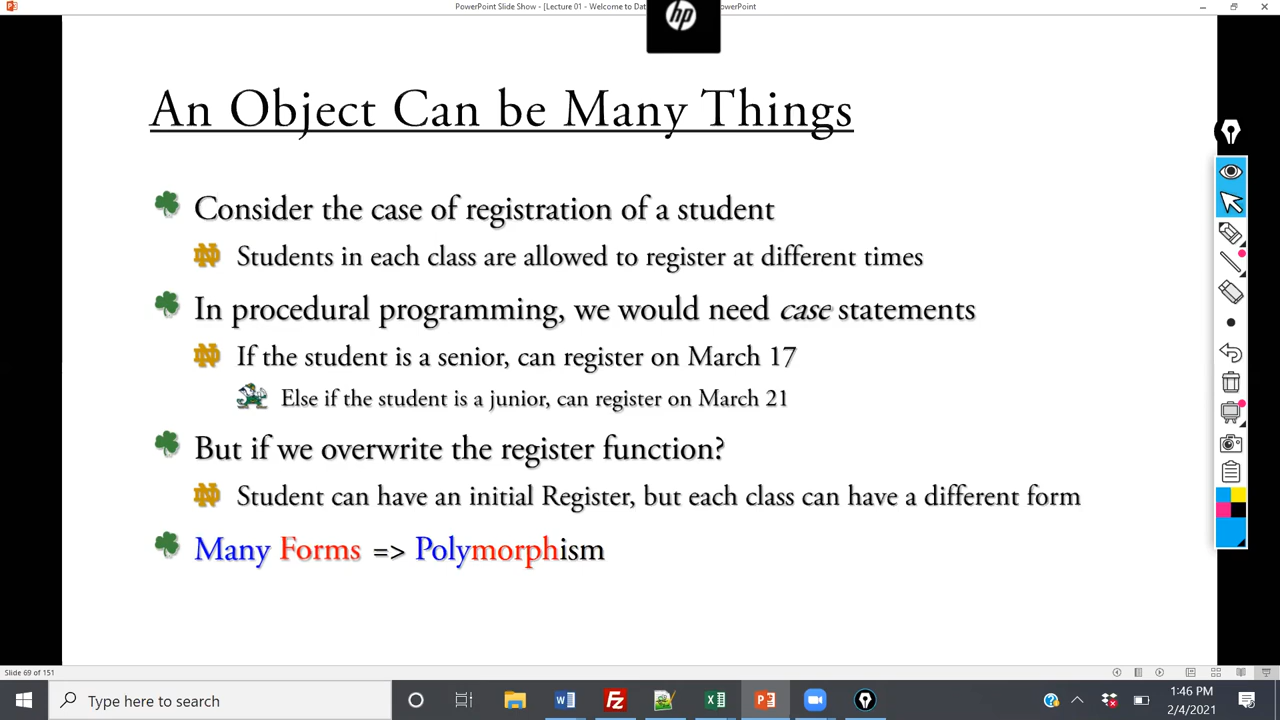 PowerPoint Slide Show - [Lecture 01 - Welcome to Dat owerPoint
hp
An Object Can be Many Things
Consider the case of registration of a student
Students in each class are allowed to register at different times
In procedural programming, we would need case statements
If the student is a senior, can register on March 17
Else if the student is a junior, can register on March 21
But if we overwrite the register function?
Student can have an initial Register, but each class can have a different form
Many Forms => Polymorphism
Slide 69 of 151
Type here to search
1:46 PM
2/4/2021